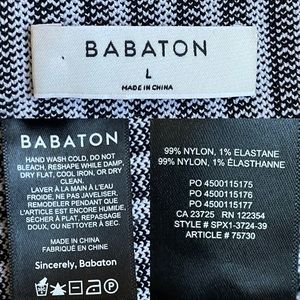 BABATON
L
MADE IN CHINA
BABATON
HAND WASH COLD, DO NOT
BLEACH, RESHAPE WHILE DAMP,
DRY FLAT, COOL IRON, OR DRY
CLEAN.
LAVER À LA MAIN À L'EAU
FROIDE, NE PAS JAVELISER,
REMODELER PENDANT QUE
L'ARTICLE EST ENCORE HUMIDE,
SÉCHER À PLAT, REPASSAGE
DOUX, OU NETTOYER À SEC.
MADE IN CHINA
FABRIQUÉ EN CHINE
Sincerely, Babaton
99% NYLON, 1% ELASTANE
99% NYLON, 1% ÉLASTHANNE
PO 4500115175
PO 4500115176
PO 4500115177
CA 23725 RN 122354
STYLE # SPX1-3724-39
ARTICLE # 75730